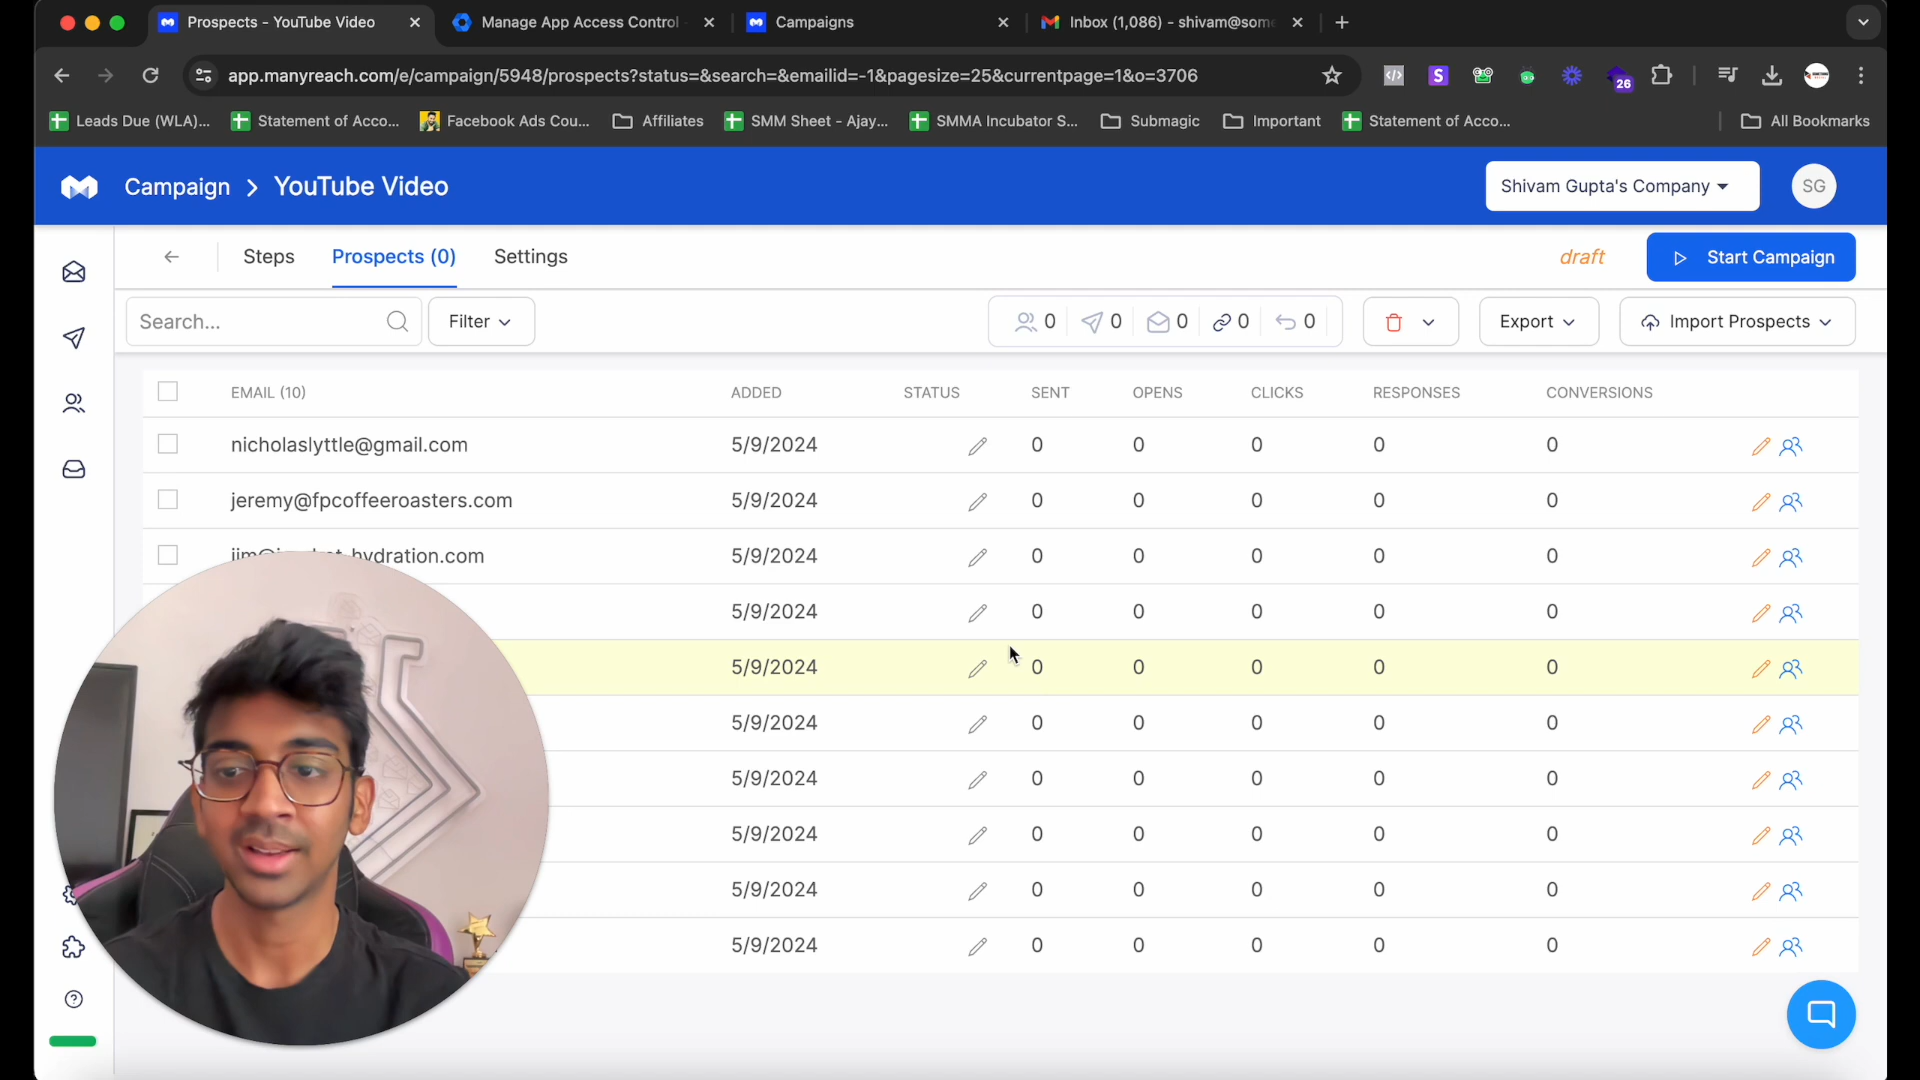 Prospects - YouTube Video
Manage App Access Control
Campaigns
Inbox (1,086) - shivam@som
app.manyreach.com/e/campaign/5948/prospects?status=&search=&emailid=-1&pagesize=25&currentpage=1&o=3706
S
26
Leads Due (WLA)...
Statement of Acco...
Facebook Ads Cou...
Affiliates
SMM Sheet - Ajay,...
SMMA Incubator S...
Submagic
Important
Statement of Acco...
All Bookmarks
Campaign > YouTube Video
Shivam Gupta's Company
SG
Steps
Prospects (0)
Settings
draft
Start Campaign
Search...
Filter
0 0 0 0 0
Export
Import Prospects
EMAIL (10) ADDED STATUS SENT OPENS CLICKS RESPONSES CONVERSIONS
nicholaslyttle@gmail.com 5/9/2024 0 0 0 0 0
jeremy@fpcoffeeroasters.com 5/9/2024 0 0 0 0 0
5/9/2024 0 0 0 0 0
5/9/2024 0 0 0 0 0
5/9/2024 0 0 0 0 0
5/9/2024 0 0 0 0 0
5/9/2024 0 0 0 0 0
5/9/2024 0 0 0 0 0
5/9/2024 0 0 0 0 0
5/9/2024 0 0 0 0 0